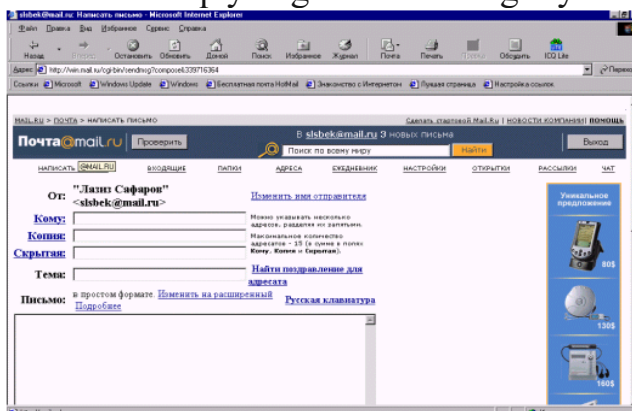 slsbek@mail.ru: Написать письмо - Microsoft Internet Explorer
Файл Правка Вид Избранное Сервис Справка
Назад Остановить Обновить Домой Поиск Избранное Журнал Почта Печать Обсудить ICQ Lite
Адрес http://win.mail.ru/cgi-bin/sendmsg?compose&339716364 Перехо
Ссылки Microsoft Windows Update Windows Бесплатная почта HotMail Знакомство с Интернетом Лучшая страница Настройка ссылок
MAIL.RU > ПОЧТА > НАПИСАТЬ ПИСЬМО Сделать стартовой Mail.Ru | НОВОСТИ КОМПАНИИ | ПОМОЩЬ
Почта@mail.ru Проверить В slsbek@mail.ru 3 новых письма Выход
Поиск по всему миру Найти
НАПИСАТЬ @MAIL.RU ВХОДЯЩИЕ ПАПКИ АДРЕСА ЕЖЕДНЕВНИК НАСТРОЙКИ ОТКРЫТКИ РАССЫЛКИ ЧАТ
От: "Лазиз Сафаров" Изменить имя отправителя
<slsbek@mail.ru>
Кому: Можно указывать несколько
адресов, разделяя их запятыми.
Копия: Максимальное количество
адресатов - 15 (в сумме в полях
Скрытая: Кому, Копия и Скрытая).
Тема: Найти поздравление для
адресата
Письмо: в простом формате. Изменить на расширенный Русская клавиатура
Подробнее
Уникальное
предложение
80$
130$
160$